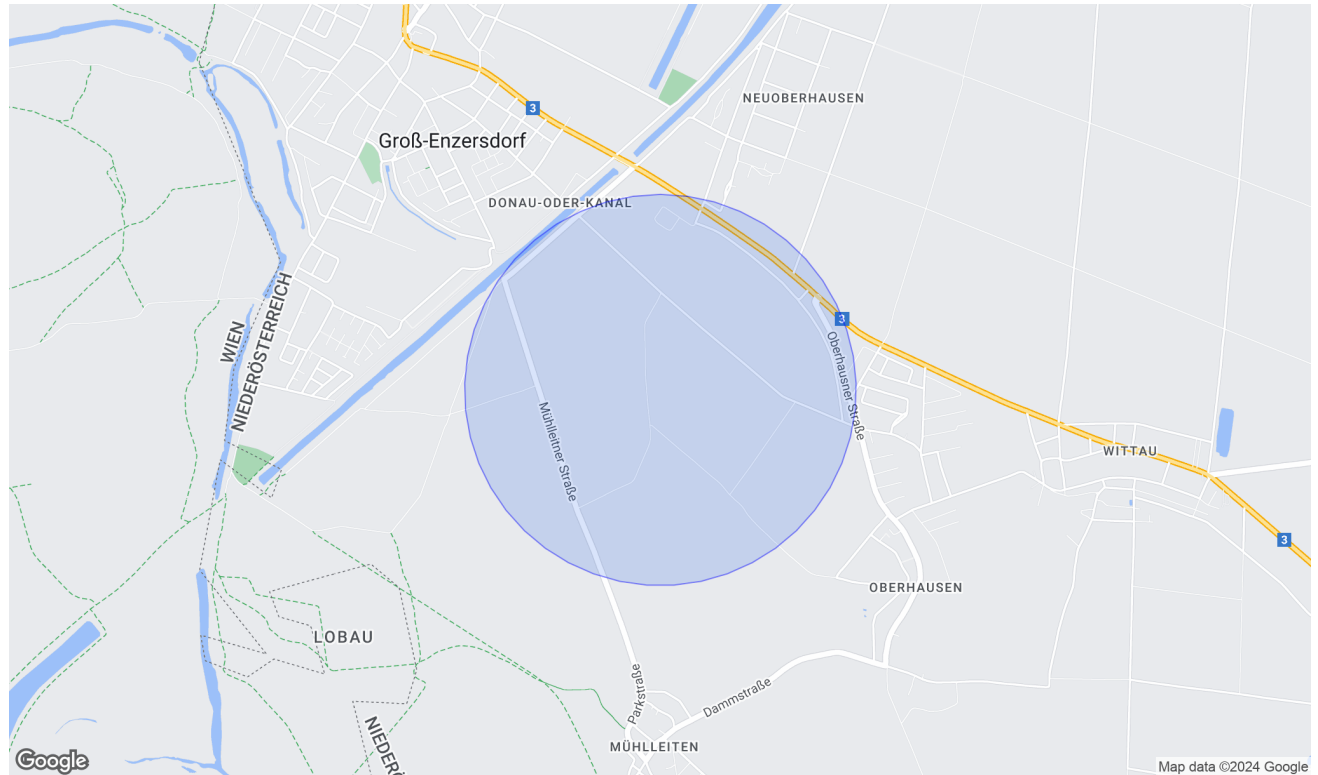 3
NEUOBERHAUSEN
Groß-Enzersdorf
DONAU-ODER-KANAL
WIEN
NIEDERÖSTERREICH
3
Oberhausner Straße
Mühlleitner Straße
WITTAU
3
OBERHAUSEN
LOBAU
Parkstraße
Dammstraße
NIEDERÖ
MÜHLLEITEN
Google
Map data ©2024 Google